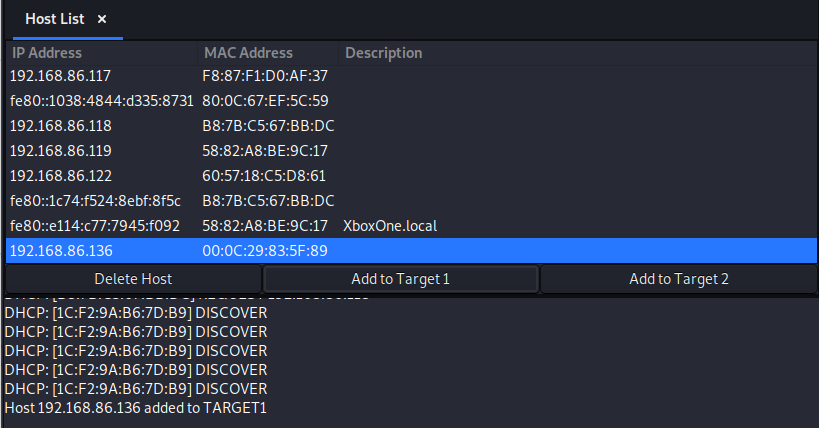 Host List ×
IP Address MAC Address Description
192.168.86.117 F8:87:F1:D0:AF:37
fe80::1038:4844:d335:8731 80:0C:67:EF:5C:59
192.168.86.118 B8:7B:C5:67:BB:DC
192.168.86.119 58:82:A8:BE:9C:17
192.168.86.122 60:57:18:C5:D8:61
fe80::1c74:f524:8ebf:8f5c B8:7B:C5:67:BB:DC
fe80::e114:c77:7945:f092 58:82:A8:BE:9C:17 XboxOne.local
192.168.86.136 00:0C:29:83:5F:89
Delete Host Add to Target 1 Add to Target 2
DHCP: [1C:F2:9A:B6:7D:B9] DISCOVER
DHCP: [1C:F2:9A:B6:7D:B9] DISCOVER
DHCP: [1C:F2:9A:B6:7D:B9] DISCOVER
DHCP: [1C:F2:9A:B6:7D:B9] DISCOVER
DHCP: [1C:F2:9A:B6:7D:B9] DISCOVER
Host 192.168.86.136 added to TARGET1